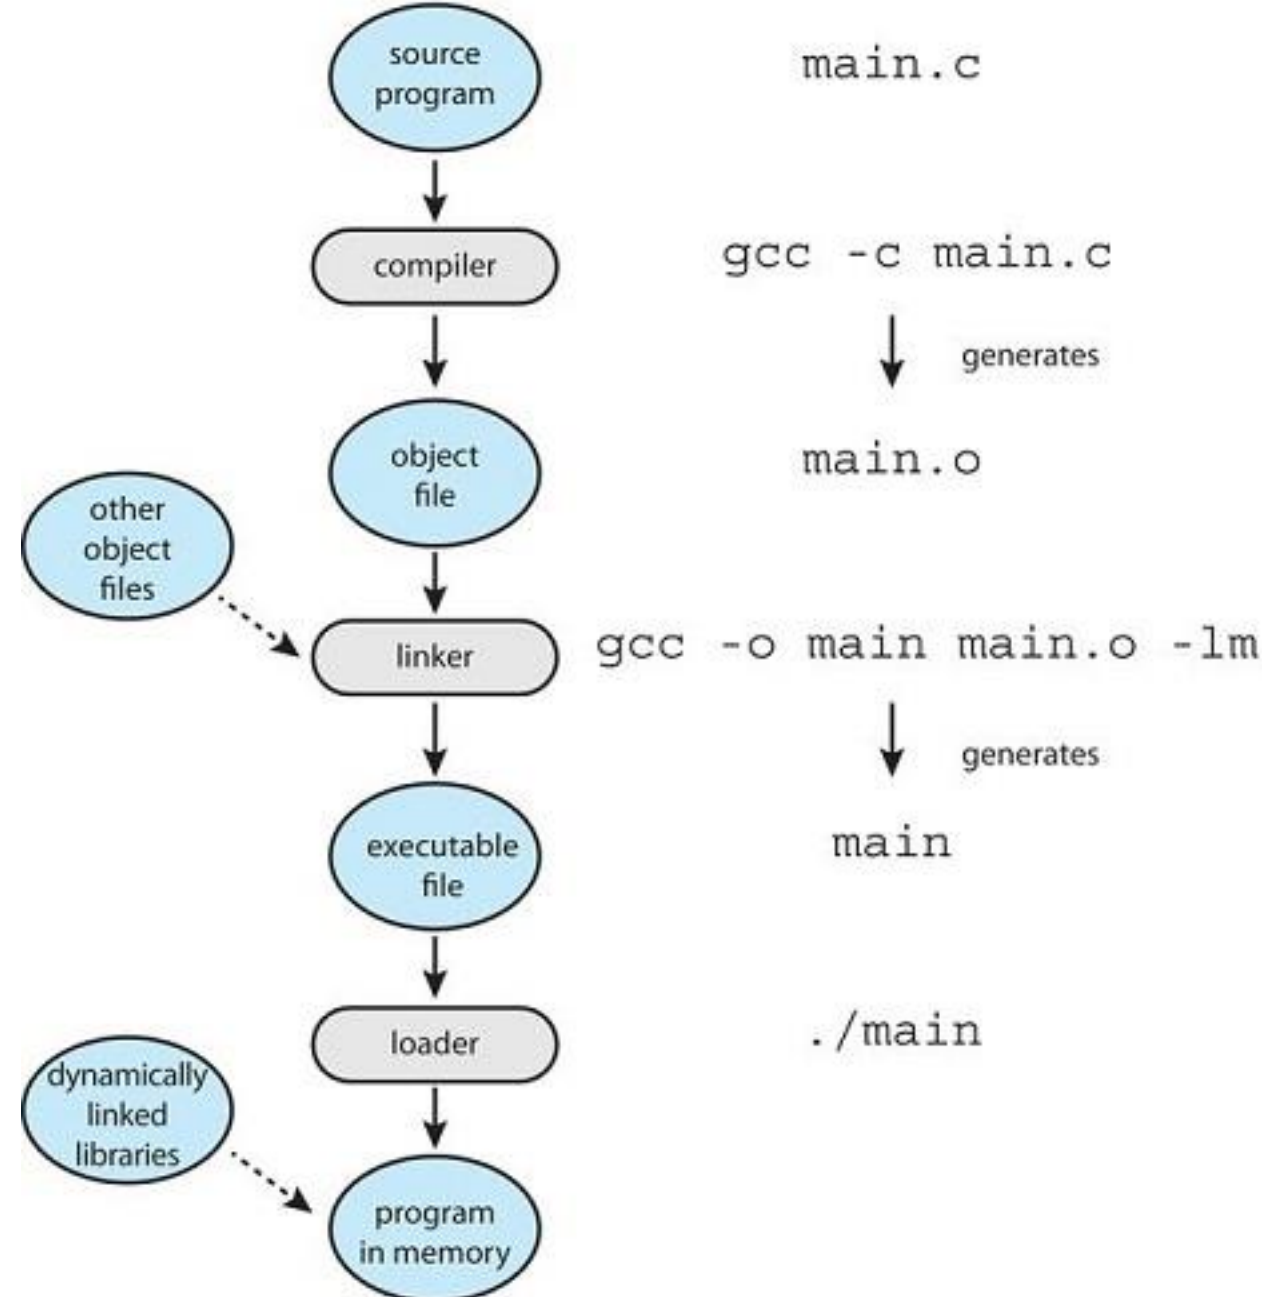 source
program
main.c
compiler
gcc -c main.c
generates
object
file
main.o
other
object
files
linker
gcc -o main main.o -lm
generates
executable
file
main
loader
./main
dynamically
linked
libraries
program
in memory